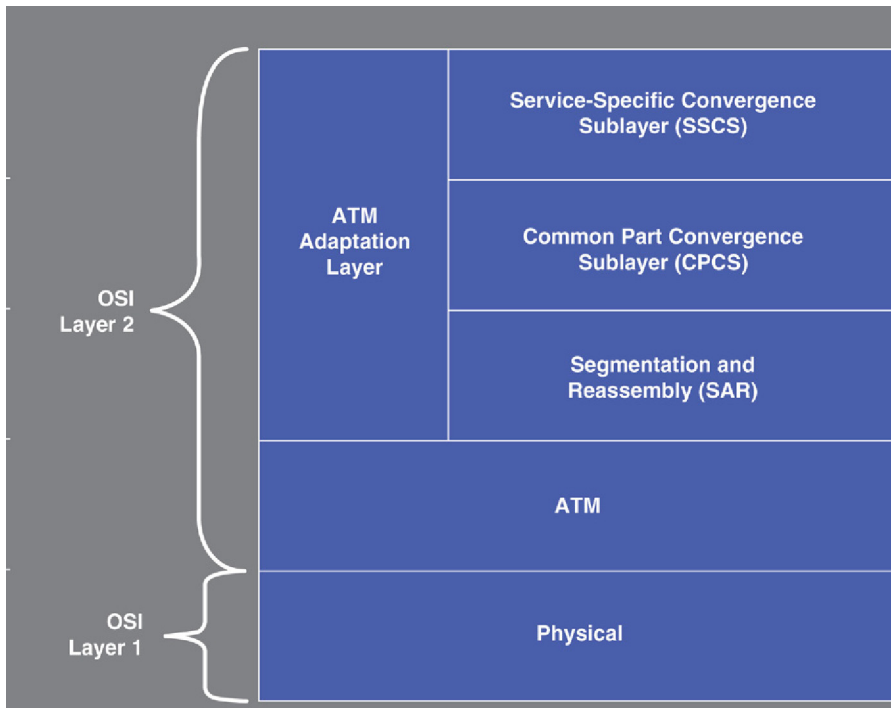 Service-Specific Convergence
Sublayer (SSCS)
ATM
Adaptation
Layer
Common Part Convergence
Sublayer (CPCS)
OSI
Layer 2
Segmentation and
Reassembly (SAR)
ATM
OSI
Layer 1
Physical